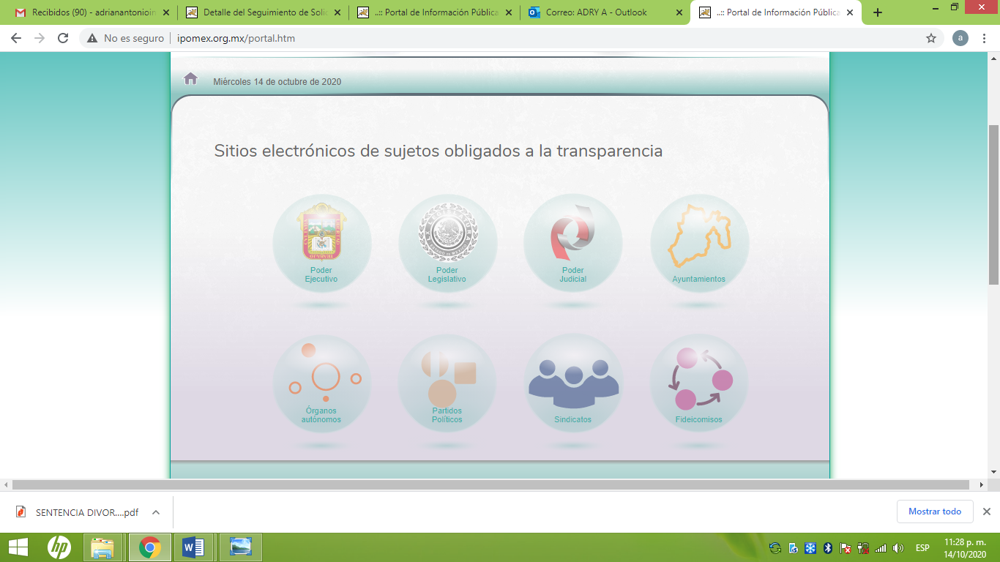 Recibidos (90) - adrianantonioin
Detalle del Seguimiento de Solic
..:: Portal de Información Pública
Correo: ADRY A - Outlook
..:: Portal de Información Pública
No es seguro
ipomex.org.mx/portal.htm
a
Miércoles 14 de octubre de 2020
Sitios electrónicos de sujetos obligados a la transparencia
Poder
Ejecutivo
Poder
Legislativo
Poder
Judicial
Ayuntamientos
Órganos
autónomos
Partidos
Políticos
Sindicatos
Fideicomisos
SENTENCIA DIVOR....pdf
Mostrar todo
hp
ESP
11:28 p. m.
14/10/2020